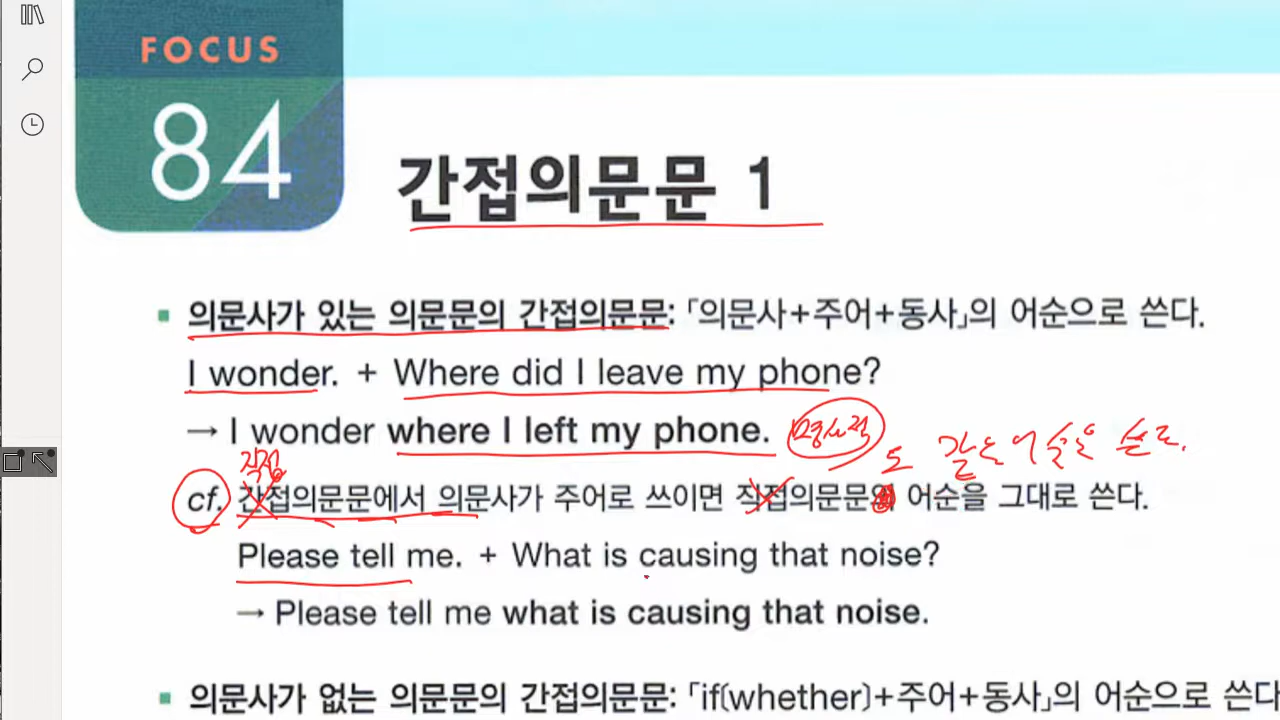 FOCUS
84
간접의문문 1
의문사가 있는 의문문의 간접의문문: 「의문사+주어+동사」의 어순으로 쓴다.
I wonder. + Where did I leave my phone?
→ I wonder where I left my phone. 명사적
직접 도 같은 어순을 쓴다.
cf. 간접의문문에서 의문사가 주어로 쓰이면 직접의문문의 어순을 그대로 쓴다.
Please tell me. + What is causing that noise?
→ Please tell me what is causing that noise.
의문사가 없는 의문문의 간접의문문: 「if(whether)+주어+동사」의 어순으로 쓴다